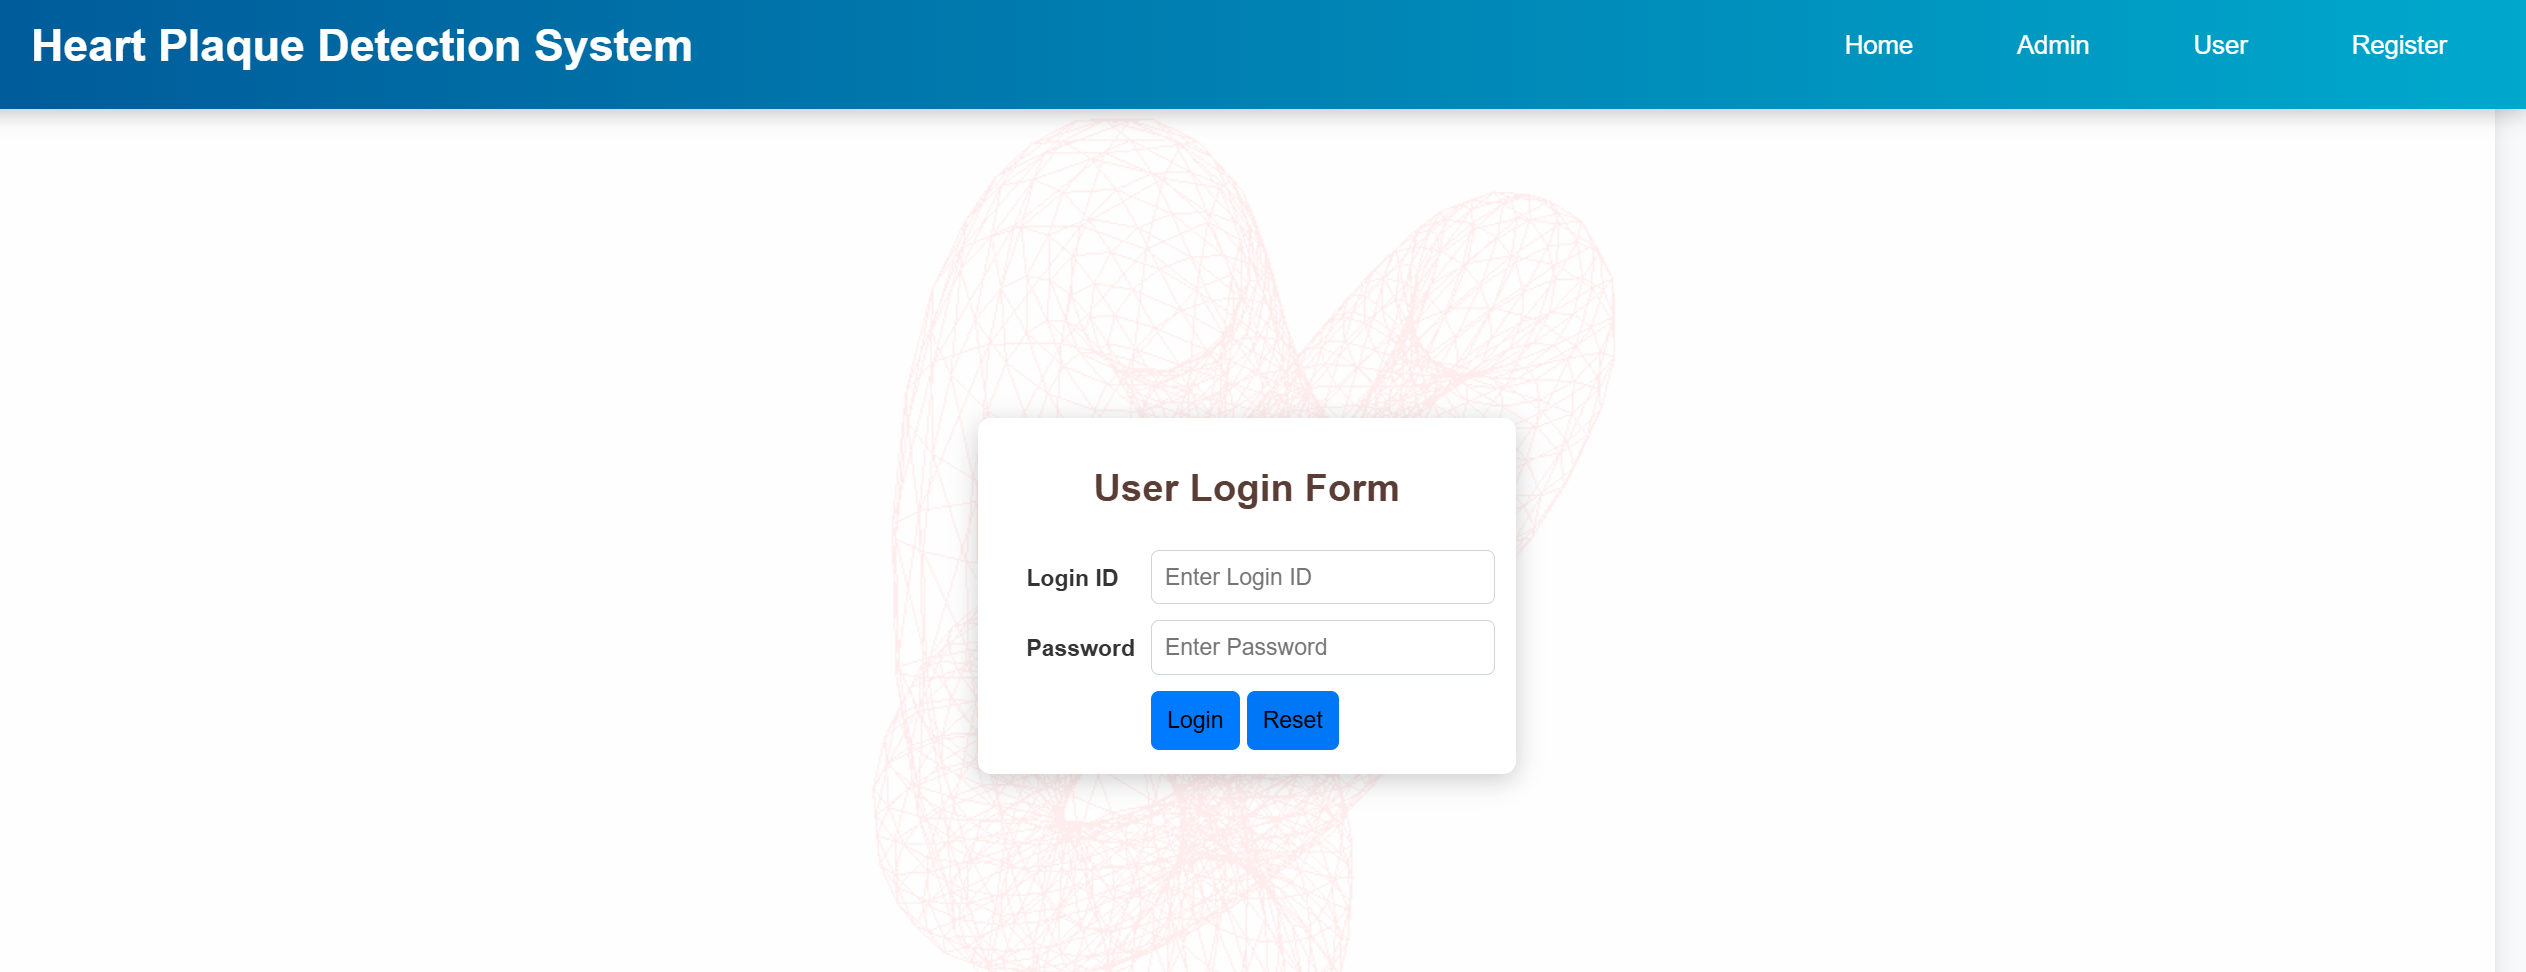 Heart Plaque Detection System
Home Admin User Register
User Login Form
Login ID Enter Login ID
Password Enter Password
Login Reset